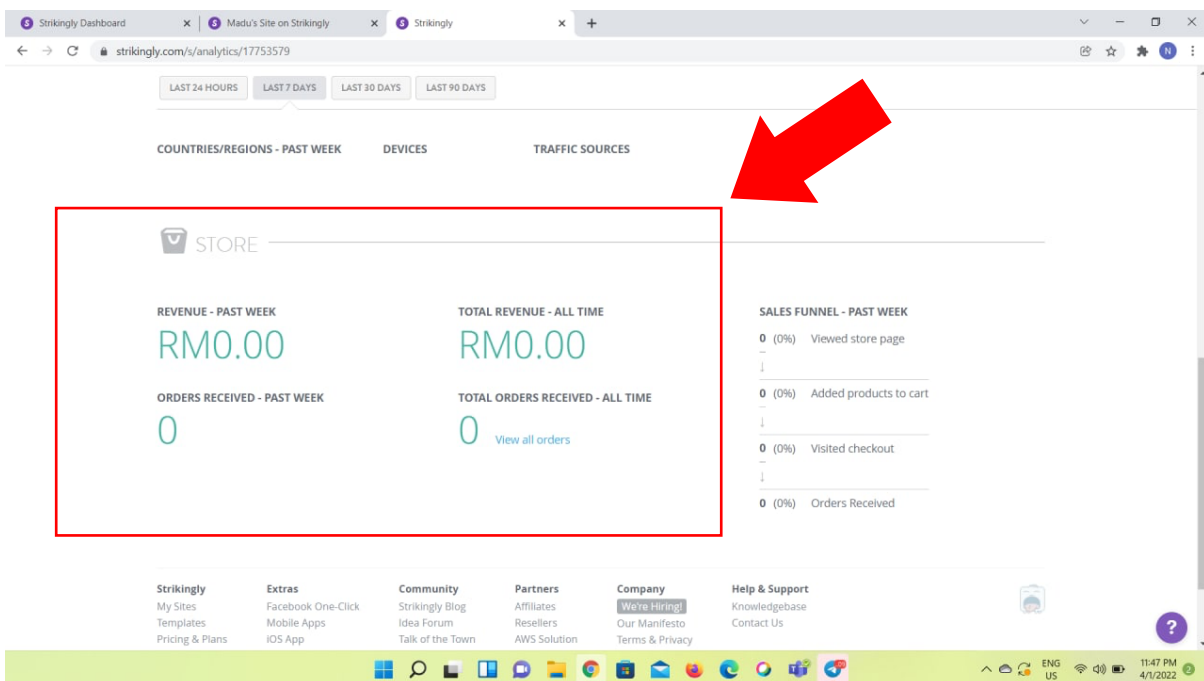 Strikingly Dashboard
Madu's Site on Strikingly
Strikingly
strikingly.com/s/analytics/17753579
N
LAST 24 HOURS LAST 7 DAYS LAST 30 DAYS LAST 90 DAYS
COUNTRIES/REGIONS - PAST WEEK DEVICES TRAFFIC SOURCES
STORE
REVENUE - PAST WEEK
RM0.00
ORDERS RECEIVED - PAST WEEK
0
TOTAL REVENUE - ALL TIME
RM0.00
TOTAL ORDERS RECEIVED - ALL TIME
0 View all orders
SALES FUNNEL - PAST WEEK
0 (0%) Viewed store page
0 (0%) Added products to cart
0 (0%) Visited checkout
0 (0%) Orders Received
Strikingly
My Sites
Templates
Pricing & Plans
Extras
Facebook One-Click
Mobile Apps
iOS App
Community
Strikingly Blog
Idea Forum
Talk of the Town
Partners
Affiliates
Resellers
AWS Solution
Company
We're Hiring!
Our Manifesto
Terms & Privacy
Help & Support
Knowledgebase
Contact Us
?
ENG
US
11:47 PM
4/1/2022